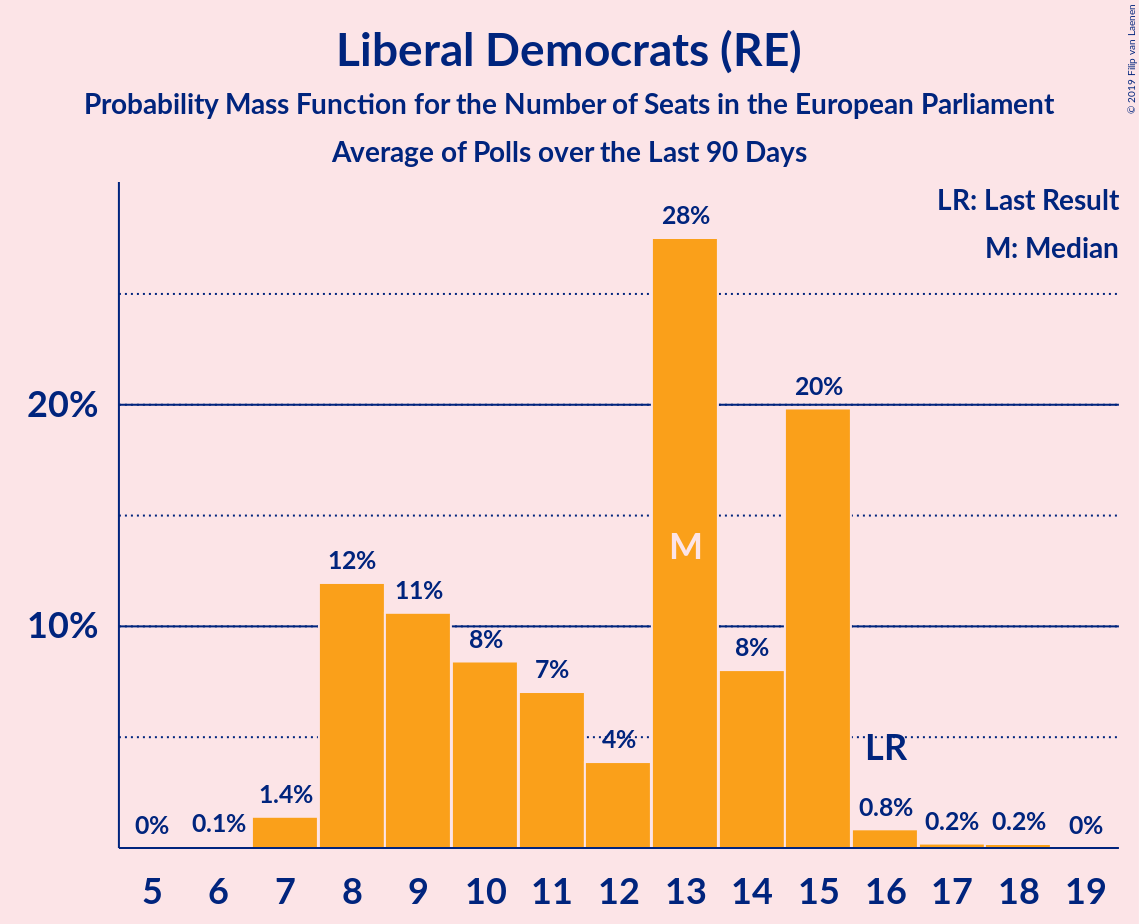 Liberal Democrats (RE)
Probability Mass Function for the Number of Seats in the European Parliament
Average of Polls over the Last 90 Days
© 2019 Filip van Laenen
LR: Last Result
M: Median
28%
20%
20%
M
12%
11%
10%
8%
8%
7%
4%
LR
1.4%
0.8%
0%
0.1%
0.2%
0.2%
0%
5 6 7 8 9 10 11 12 13 14 15 16 17 18 19